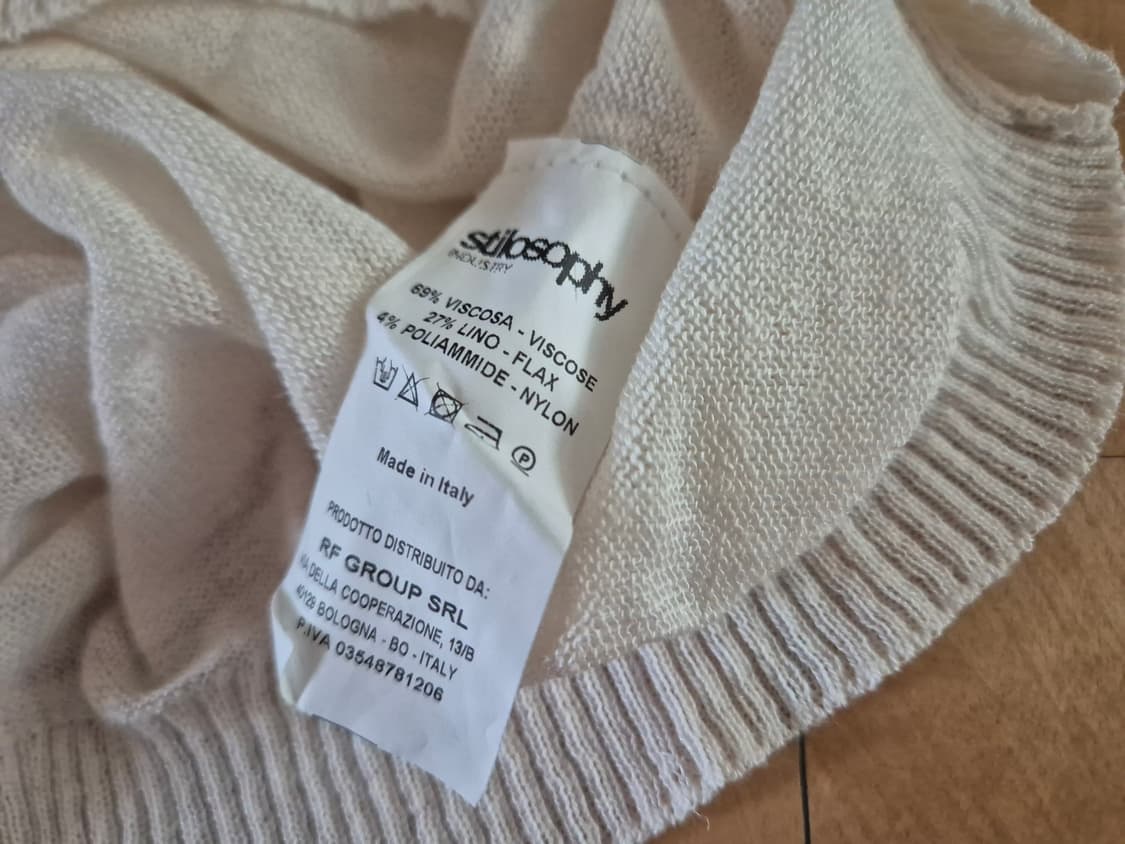 stilosophy
INDUSTRY
69% VISCOSA - VISCOSE
27% LINO - FLAX
4% POLIAMMIDE - NYLON
P
Made in Italy
PRODOTTO DISTRIBUITO DA:
RF GROUP SRL
VIA DELLA COOPERAZIONE, 13/B
40129 BOLOGNA - BO - ITALY
P.IVA 03548781206